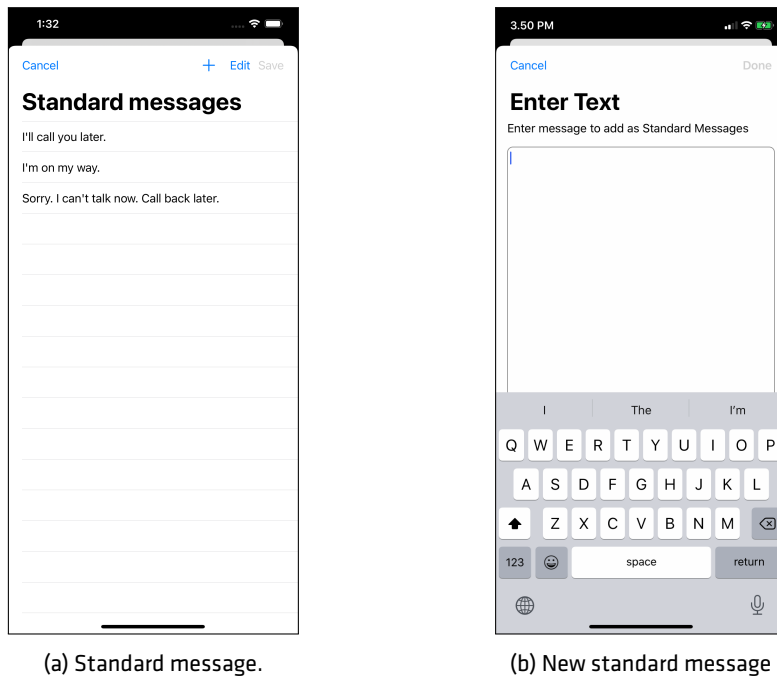 1:32
Cancel + Edit Save
Standard messages
I'll call you later.
I'm on my way.
Sorry. I can't talk now. Call back later.
(a) Standard message.
3.50 PM
Cancel Done
Enter Text
Enter message to add as Standard Messages
I The I'm
Q W E R T Y U I O P
A S D F G H J K L
Z X C V B N M
123 space return
(b) New standard message